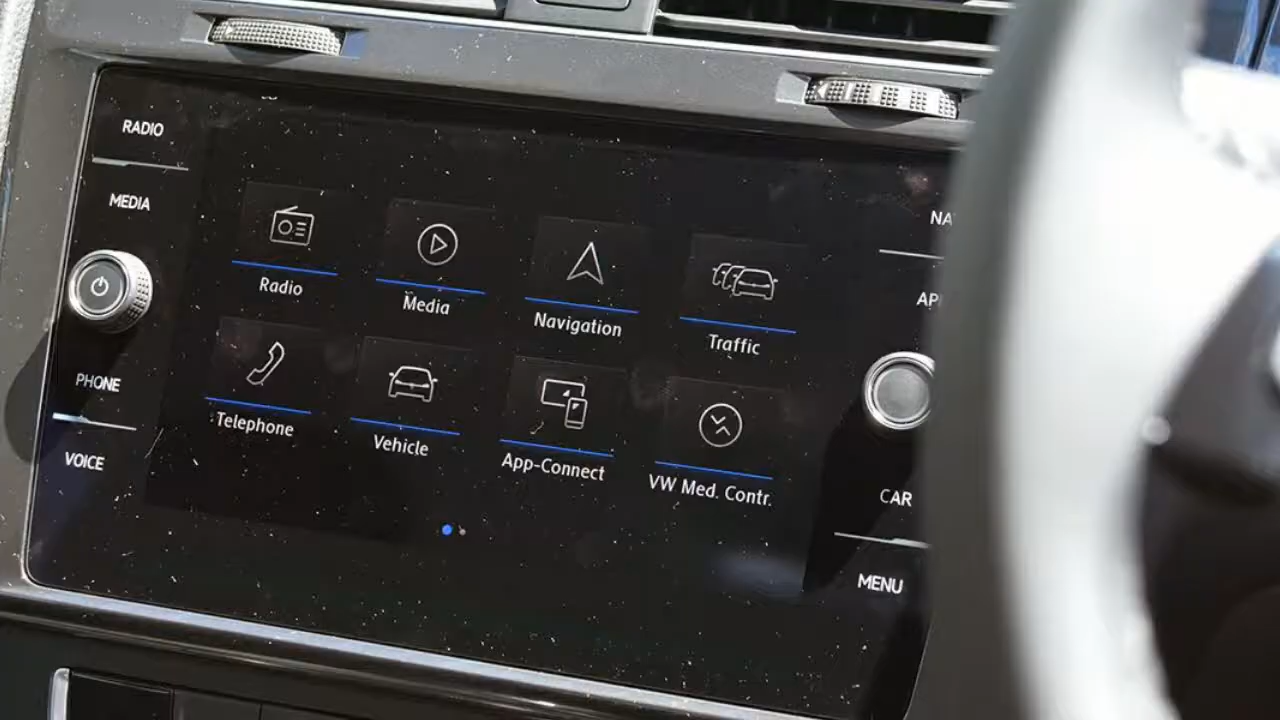 RADIO
MEDIA
PHONE
VOICE
Radio
Media
Navigation
Traffic
Telephone
Vehicle
App-Connect
VW Med. Contr.
CAR
MENU